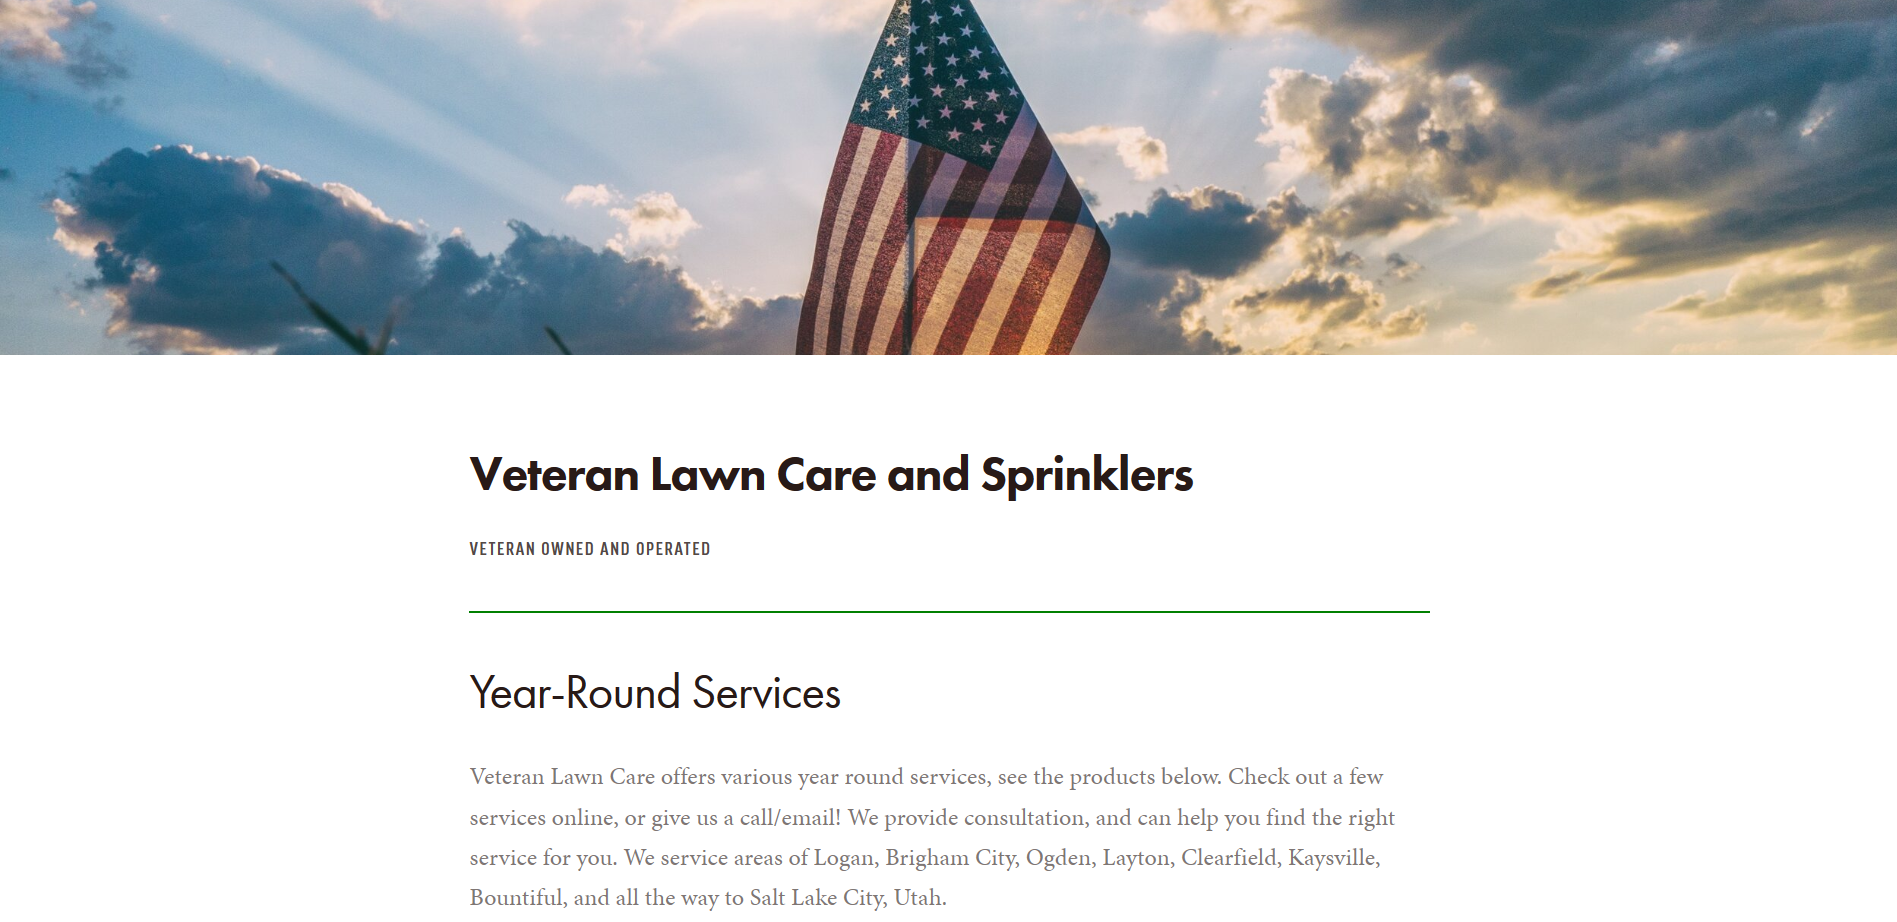 Veteran Lawn Care and Sprinklers
VETERAN OWNED AND OPERATED
Year-Round Services
Veteran Lawn Care offers various year round services, see the products below. Check out a few
services online, or give us a call/email! We provide consultation, and can help you find the right
service for you. We service areas of Logan, Brigham City, Ogden, Layton, Clearfield, Kaysville,
Bountiful, and all the way to Salt Lake City, Utah.